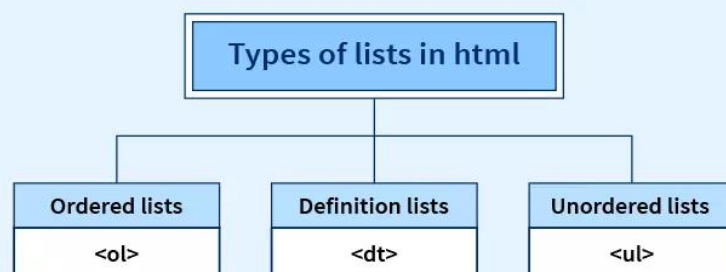 Types of lists in html
Ordered lists
Definition lists
Unordered lists
<ol>
<dt>
<ul>